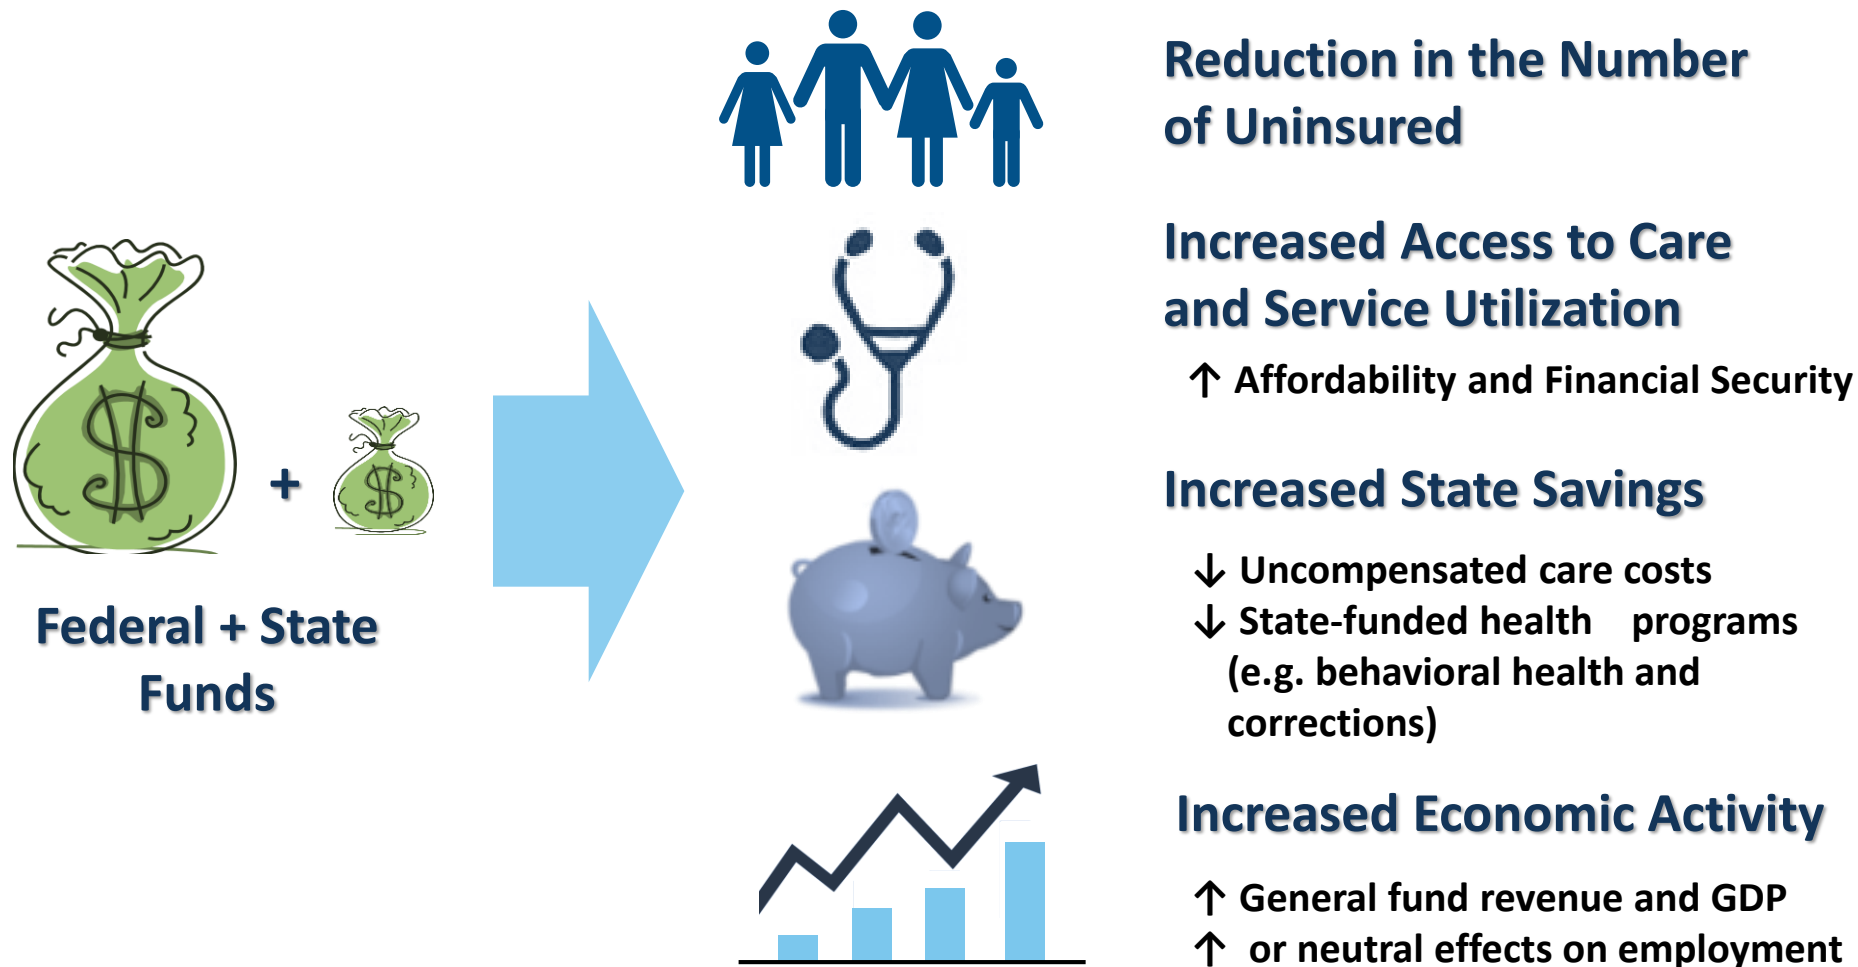 Reduction in the Number
of Uninsured
Increased Access to Care
and Service Utilization
↑ Affordability and Financial Security
$
+
$
Federal + State
Funds
Increased State Savings
↓ Uncompensated care costs
↓ State-funded health programs
(e.g. behavioral health and
corrections)
Increased Economic Activity
↑ General fund revenue and GDP
↑ or neutral effects on employment